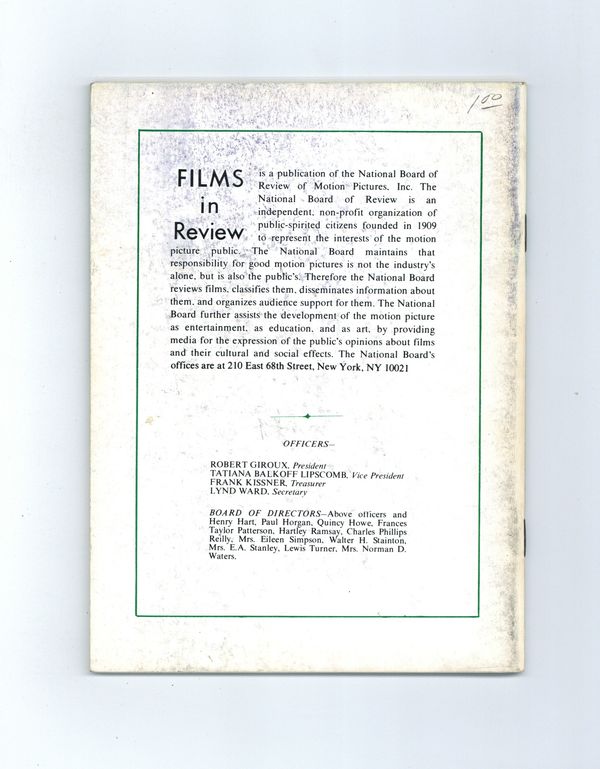 1 00
FILMS
in
Review
is a publication of the National Board of
Review of Motion Pictures, Inc. The
National Board of Review is an
independent, non-profit organization of
public-spirited citizens founded in 1909
to represent the interests of the motion
picture public. The National Board maintains that
responsibility for good motion pictures is not the industry's
alone, but is also the public's. Therefore the National Board
reviews films, classifies them, disseminates information about
them, and organizes audience support for them. The National
Board further assists the development of the motion picture
as entertainment, as education, and as art, by providing
media for the expression of the public's opinions about films
and their cultural and social effects. The National Board's
offices are at 210 East 68th Street, New York, NY 10021
OFFICERS—
ROBERT GIROUX, President
TATIANA BALKOFF LIPSCOMB, Vice President
FRANK KISSNER, Treasurer
LYND WARD, Secretary
BOARD OF DIRECTORS—Above officers and
Henry Hart, Paul Horgan, Quincy Howe, Frances
Taylor Patterson, Hartley Ramsay, Charles Phillips
Reilly, Mrs. Eileen Simpson, Walter H. Stainton,
Mrs. E.A. Stanley, Lewis Turner, Mrs. Norman D.
Waters.